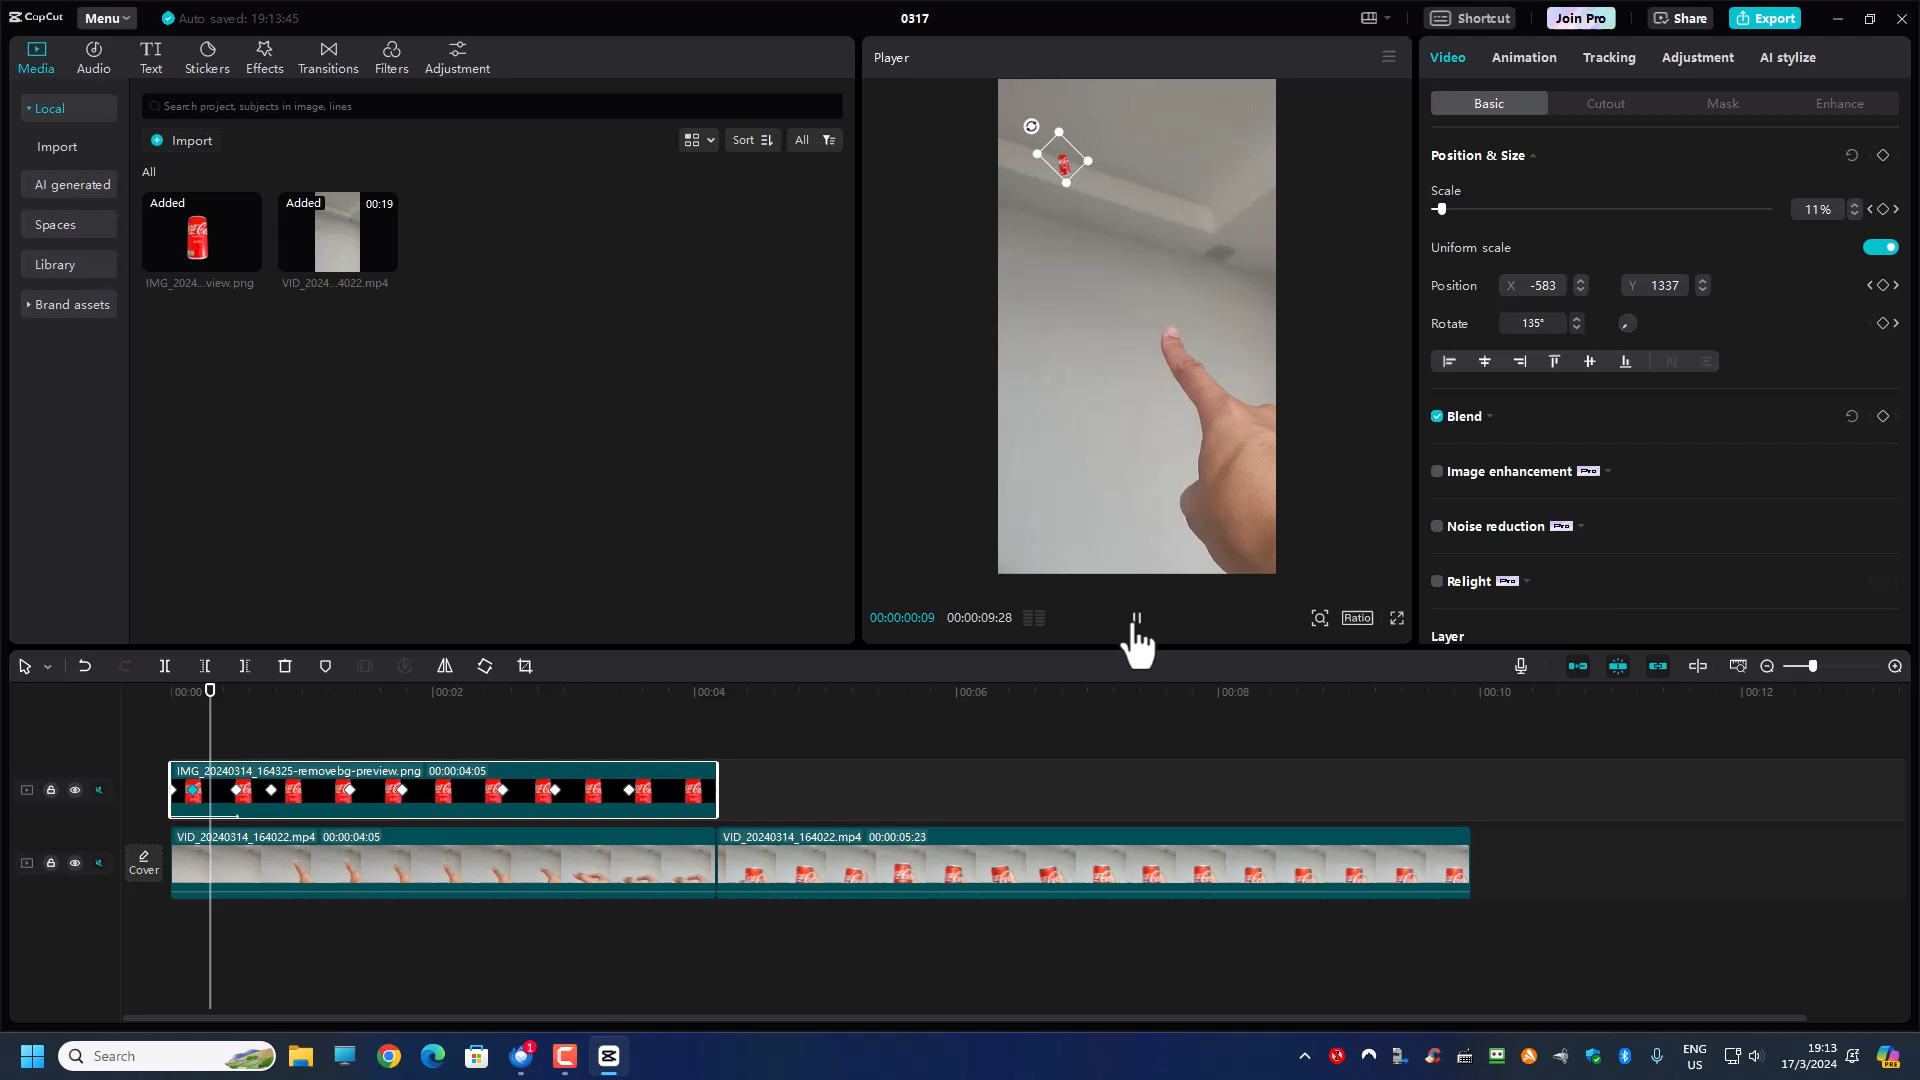 CapCut
Menu
Auto saved: 19:13:45
0317
Shortcut
Join Pro
Share
Export
Media
Audio
TI
Text
Stickers
Effects
Transitions
Filters
Adjustment
Local
Import
AI generated
Spaces
Library
Brand assets
Search project, subjects in image, lines
Import
Sort
All
All
Added
IMG_2024...view.png
Added
00:19
VID_2024...4022.mp4
Player
00:00:00:09
00:00:09:28
Ratio
Video
Animation
Tracking
Adjustment
AI stylize
Basic
Cutout
Mask
Enhance
Position & Size
Scale
11%
Uniform scale
Position
X -583
Y 1337
Rotate
135°
Blend
Image enhancement Pro
Noise reduction Pro
Relight Pro
Layer
00:00
00:02
00:04
00:06
00:08
00:10
00:12
IMG_20240314_164325-removebg-preview.png 00:00:04:05
VID_20240314_164022.mp4 00:00:04:05
VID_20240314_164022.mp4 00:00:05:23
Cover
Search
1
ENG
US
19:13
17/3/2024
PRE